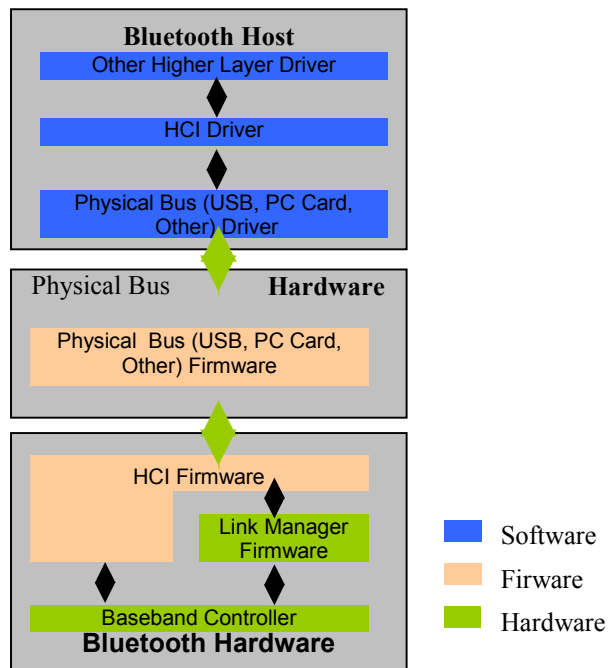 Bluetooth Host
Other Higher Layer Driver
HCI Driver
Physical Bus (USB, PC Card,
Other) Driver
Physical Bus Hardware
Physical Bus (USB, PC Card,
Other) Firmware
HCI Firmware
Link Manager
Firmware
Baseband Controller
Bluetooth Hardware
Software
Firware
Hardware